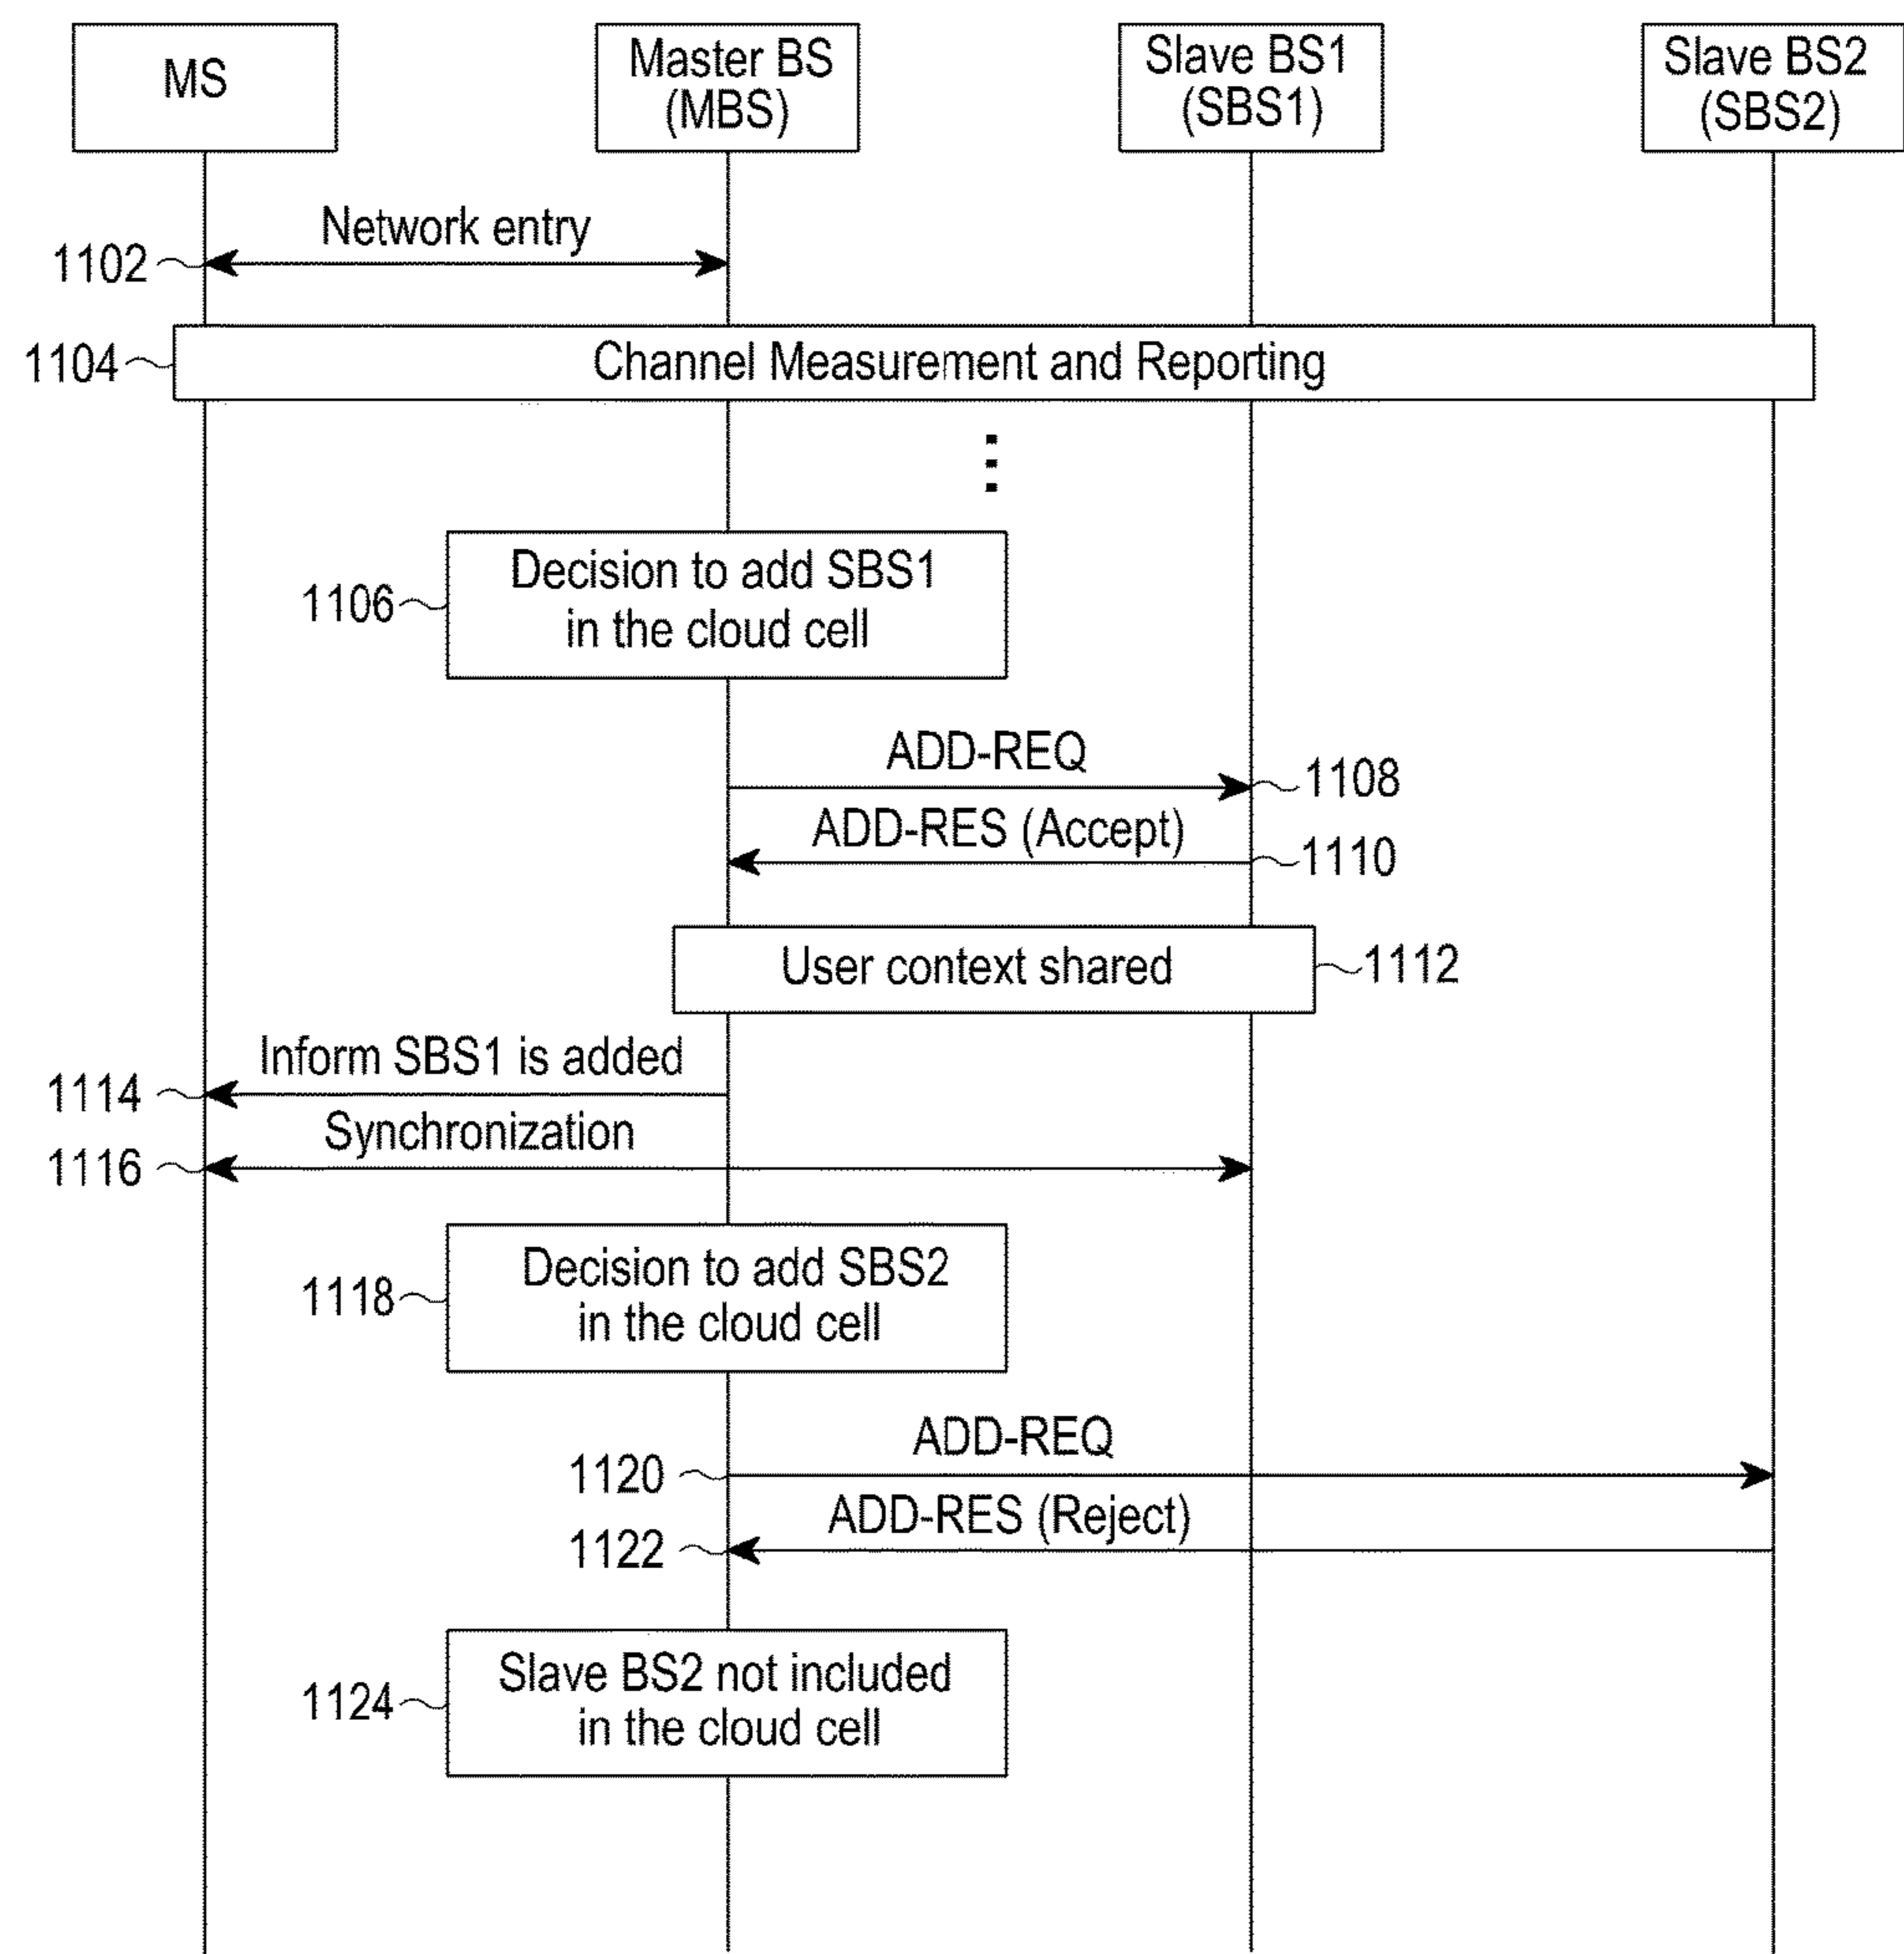 MS
Master BS
(MBS)
Slave BS1
(SBS1)
Slave BS2
(SBS2)
Network entry
1102
1104
Channel Measurement and Reporting
1106
Decision to add SBS1
in the cloud cell
ADD-REQ
1108
ADD-RES (Accept)
1110
User context shared
1112
Inform SBS1 is added
1114
Synchronization
1116
1118
Decision to add SBS2
in the cloud cell
ADD-REQ
1120
ADD-RES (Reject)
1122
1124
Slave BS2 not included
in the cloud cell